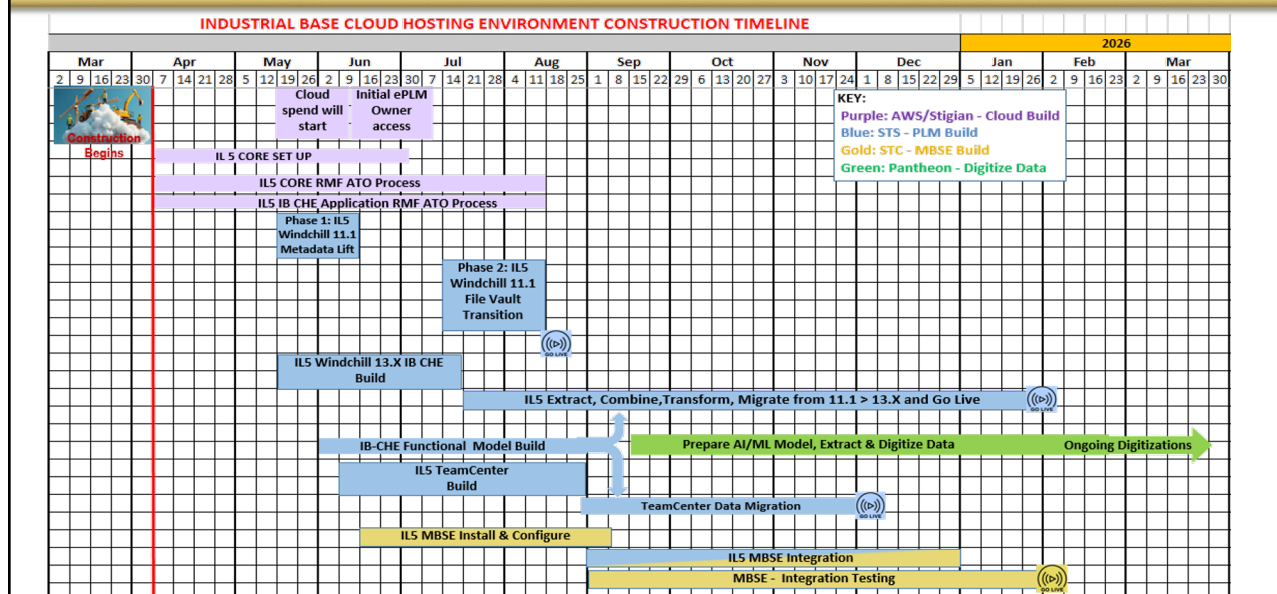 INDUSTRIAL BASE CLOUD HOSTING ENVIRONMENT CONSTRUCTION TIMELINE
2026
Mar Apr May Jun Jul Aug Sep Oct Nov Dec Jan Feb Mar
2 9 16 23 30 7 14 21 28 5 12 19 26 2 9 16 23 30 7 14 21 28 4 11 18 25 1 8 15 22 29 6 13 20 27 3 10 17 24 1 8 15 22 29 5 12 19 26 2 9 16 23 2 9 16 23 30
Construction
Begins
Cloud
spend will
start
Initial ePLM
Owner
access
KEY:
Purple: AWS/Stigian - Cloud Build
Blue: STS - PLM Build
Gold: STC - MBSE Build
Green: Pantheon - Digitize Data
IL 5 CORE SET UP
IL5 CORE RMF ATO Process
IL5 IB CHE Application RMF ATO Process
Phase 1: IL5
Windchill 11.1
Metadata Lift
Phase 2: IL5
Windchill 11.1
File Vault
Transition
GO LIVE
IL5 Windchill 13.X IB CHE
Build
IL5 Extract, Combine,Transform, Migrate from 11.1 > 13.X and Go Live
GO LIVE
IB-CHE Functional Model Build
Prepare AI/ML Model, Extract & Digitize Data
Ongoing Digitizations
IL5 TeamCenter
Build
TeamCenter Data Migration
GO LIVE
IL5 MBSE Install & Configure
IL5 MBSE Integration
MBSE - Integration Testing
GO LIVE